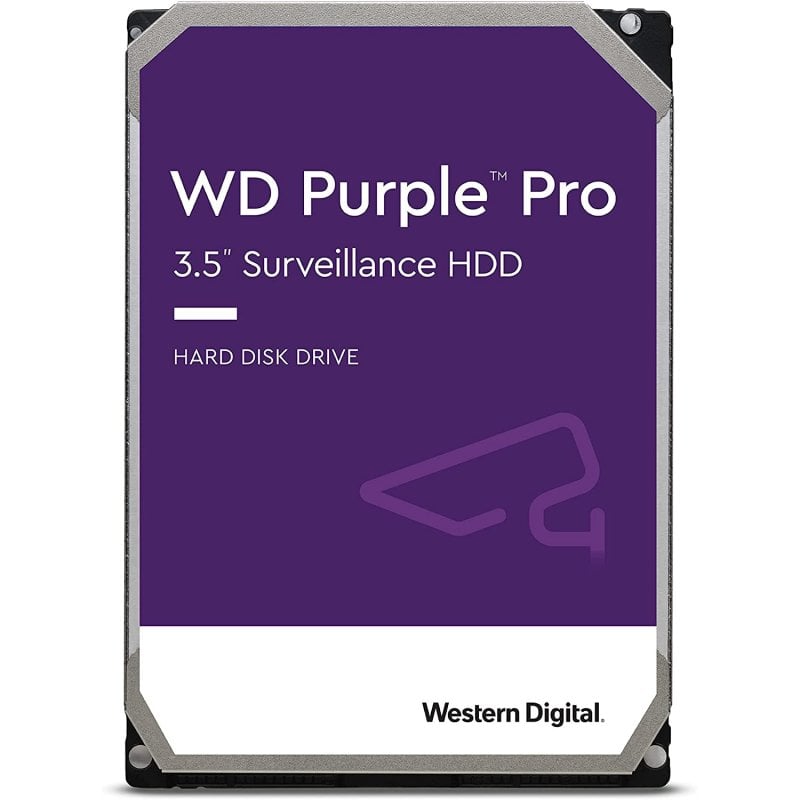 WD Purple™ Pro
3.5" Surveillance HDD
HARD DISK DRIVE
Western Digital.